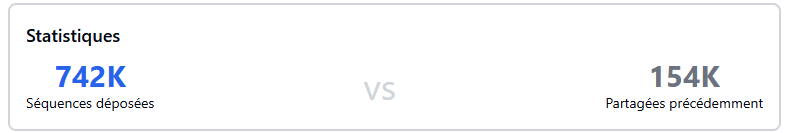 Statistiques
742K
vs
154K
Séquences déposées
Partagées précédemment